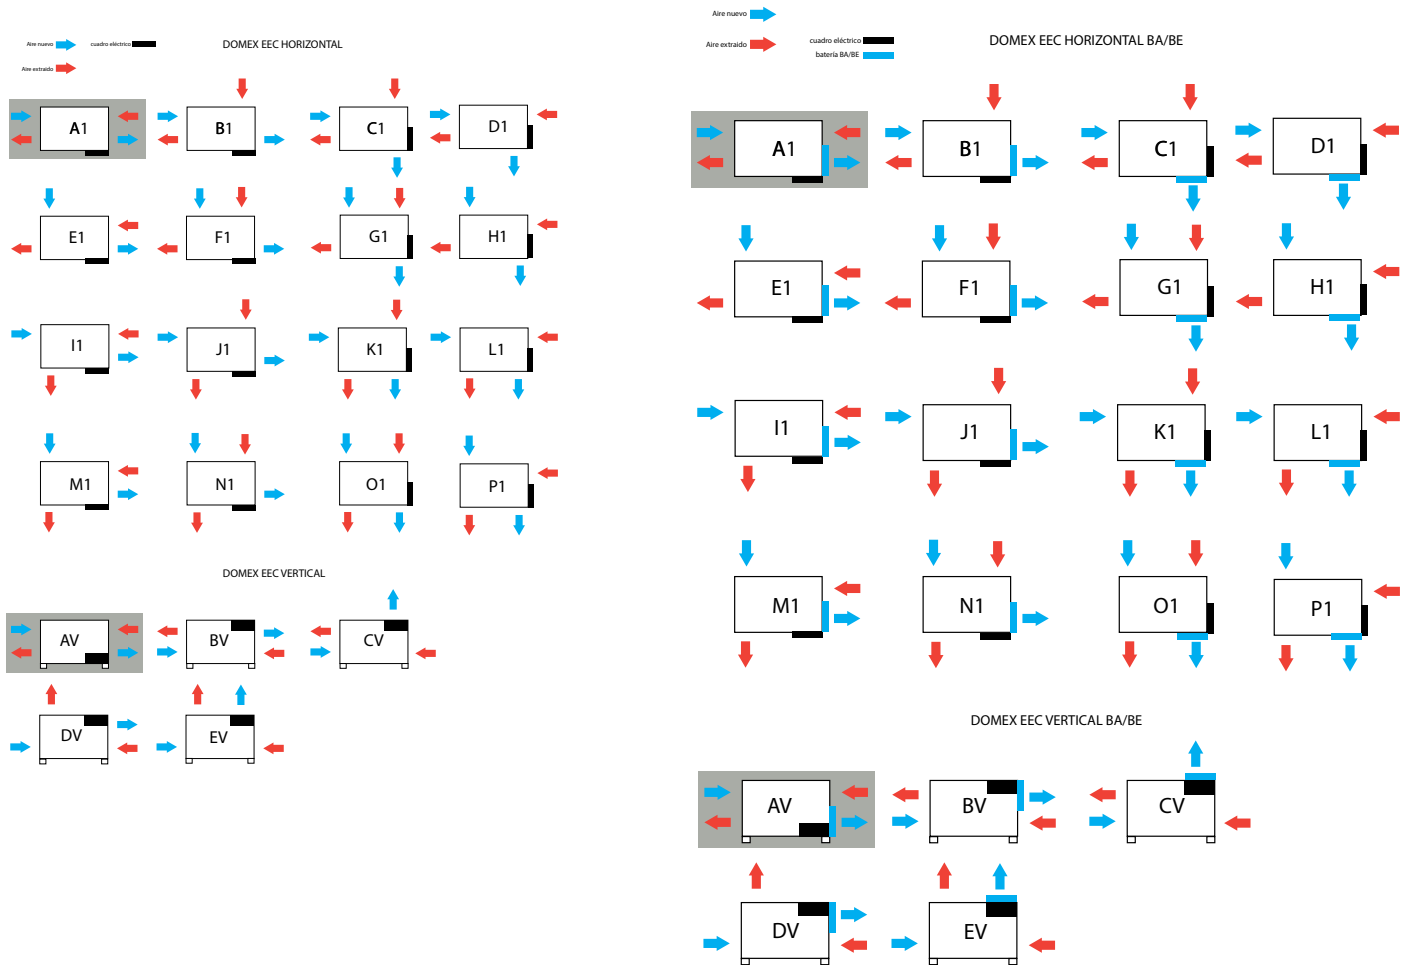 Aire nuevo
cuadro eléctrico
DOMEX EEC HORIZONTAL
Aire extraido
A1
B1
C1
D1
E1
F1
G1
H1
I1
J1
K1
L1
M1
N1
O1
P1
DOMEX EEC VERTICAL
AV
BV
CV
DV
EV
Aire nuevo
Aire extraido
cuadro eléctrico
batería BA/BE
DOMEX EEC HORIZONTAL BA/BE
A1
B1
C1
D1
E1
F1
G1
H1
I1
J1
K1
L1
M1
N1
O1
P1
DOMEX EEC VERTICAL BA/BE
AV
BV
CV
DV
EV